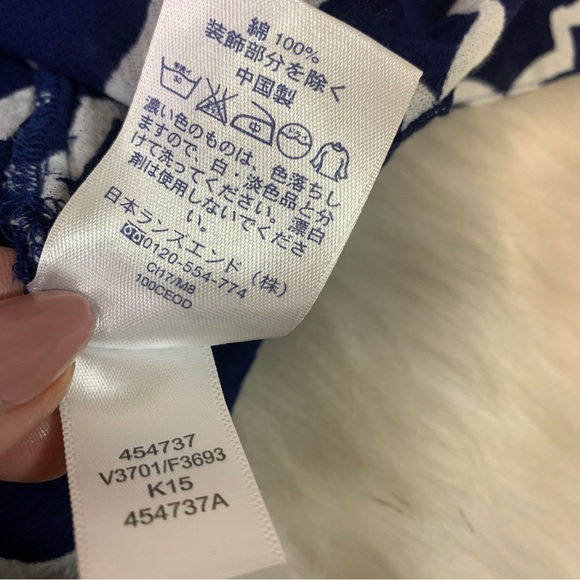 綿 100%
装飾部分を除く
中国製
濃い色のものは、色落ちし
ますので、白・淡色品と分
けて洗ってください。漂白
剤は使用しないでくださ
い。
日本ランズエンド（株）
0120-554-774
CI17/M8
100CEOD
454737
V3701/F3693
K15
454737A